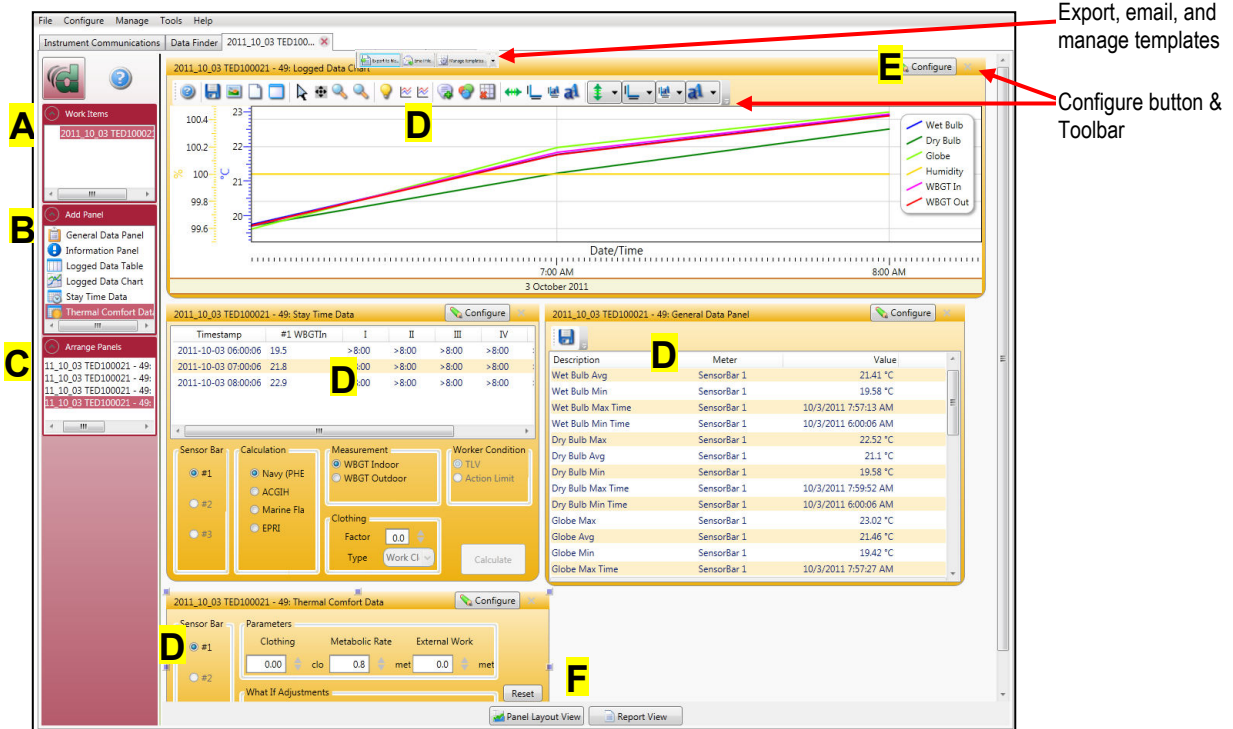 File Configure Manage Tools Help
Export, email, and
manage templates
Instrument Communications Data Finder 2011_10_03 TED100...
2011_10_03 TED100021 - 49: Logged Data Chart
Manage templates...
E
Configure
Configure button &
Toolbar
A
Work Items
2011_10_03 TED10002
B
Add Panel
General Data Panel
Information Panel
Logged Data Table
Logged Data Chart
Stay Time Data
Thermal Comfort Data
C
Arrange Panels
11_10_03 TED100021 - 49:
11_10_03 TED100021 - 49:
11_10_03 TED100021 - 49:
11_10_03 TED100021 - 49:
D
100.4
100.2
100
99.8
99.6
%
23
22
21
20
°C
Wet Bulb
Dry Bulb
Globe
Humidity
WBGT In
WBGT Out
Date/Time
7:00 AM 8:00 AM
3 October 2011
2011_10_03 TED100021 - 49: Stay Time Data Configure
Timestamp #1 WBGTIn I II III IV
2011-10-03 06:00:06 19.5 >8:00 >8:00 >8:00 >8:00
2011-10-03 07:00:06 21.8 :00 >8:00 >8:00 >8:00
2011-10-03 08:00:06 22.9 :00 >8:00 >8:00 >8:00
D
Sensor Bar
#1
#2
#3
Calculation
Navy (PHE
ACGIH
Marine Fla
EPRI
Measurement
WBGT Indoor
WBGT Outdoor
Worker Condition
TLV
Action Limit
Clothing
Factor 0.0
Type Work Cl
Calculate
2011_10_03 TED100021 - 49: General Data Panel Configure
D
Description Meter Value
Wet Bulb Avg SensorBar 1 21.41 °C
Wet Bulb Min SensorBar 1 19.58 °C
Wet Bulb Max Time SensorBar 1 10/3/2011 7:57:13 AM
Wet Bulb Min Time SensorBar 1 10/3/2011 6:00:06 AM
Dry Bulb Max SensorBar 1 22.52 °C
Dry Bulb Avg SensorBar 1 21.1 °C
Dry Bulb Min SensorBar 1 19.58 °C
Dry Bulb Max Time SensorBar 1 10/3/2011 7:59:52 AM
Dry Bulb Min Time SensorBar 1 10/3/2011 6:00:06 AM
Globe Max SensorBar 1 23.02 °C
Globe Avg SensorBar 1 21.46 °C
Globe Min SensorBar 1 19.42 °C
Globe Max Time SensorBar 1 10/3/2011 7:57:27 AM
2011_10_03 TED100021 - 49: Thermal Comfort Data Configure
D
Sensor Bar
#1
#2
Parameters
Clothing Metabolic Rate External Work
0.00 clo 0.8 met 0.0 met
What If Adjustments
Reset
F
Panel Layout View Report View